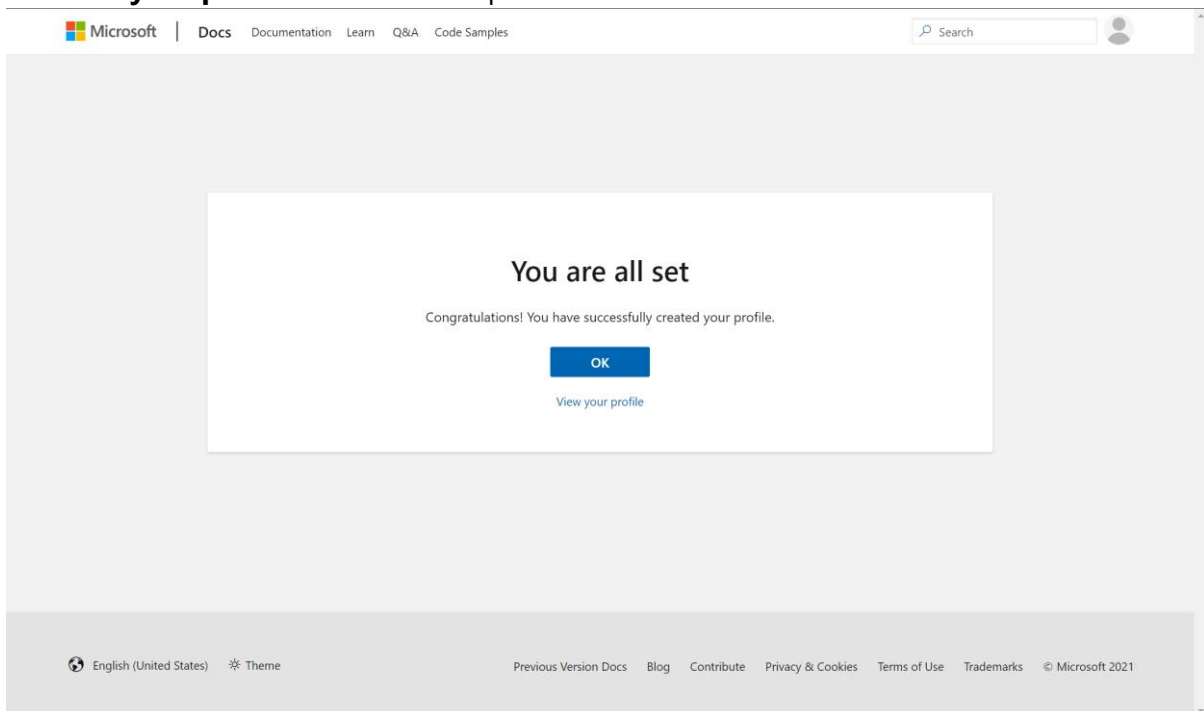 Microsoft | Docs Documentation Learn Q&A Code Samples Search
You are all set
Congratulations! You have successfully created your profile.
OK
View your profile
English (United States) Theme Previous Version Docs Blog Contribute Privacy & Cookies Terms of Use Trademarks © Microsoft 2021